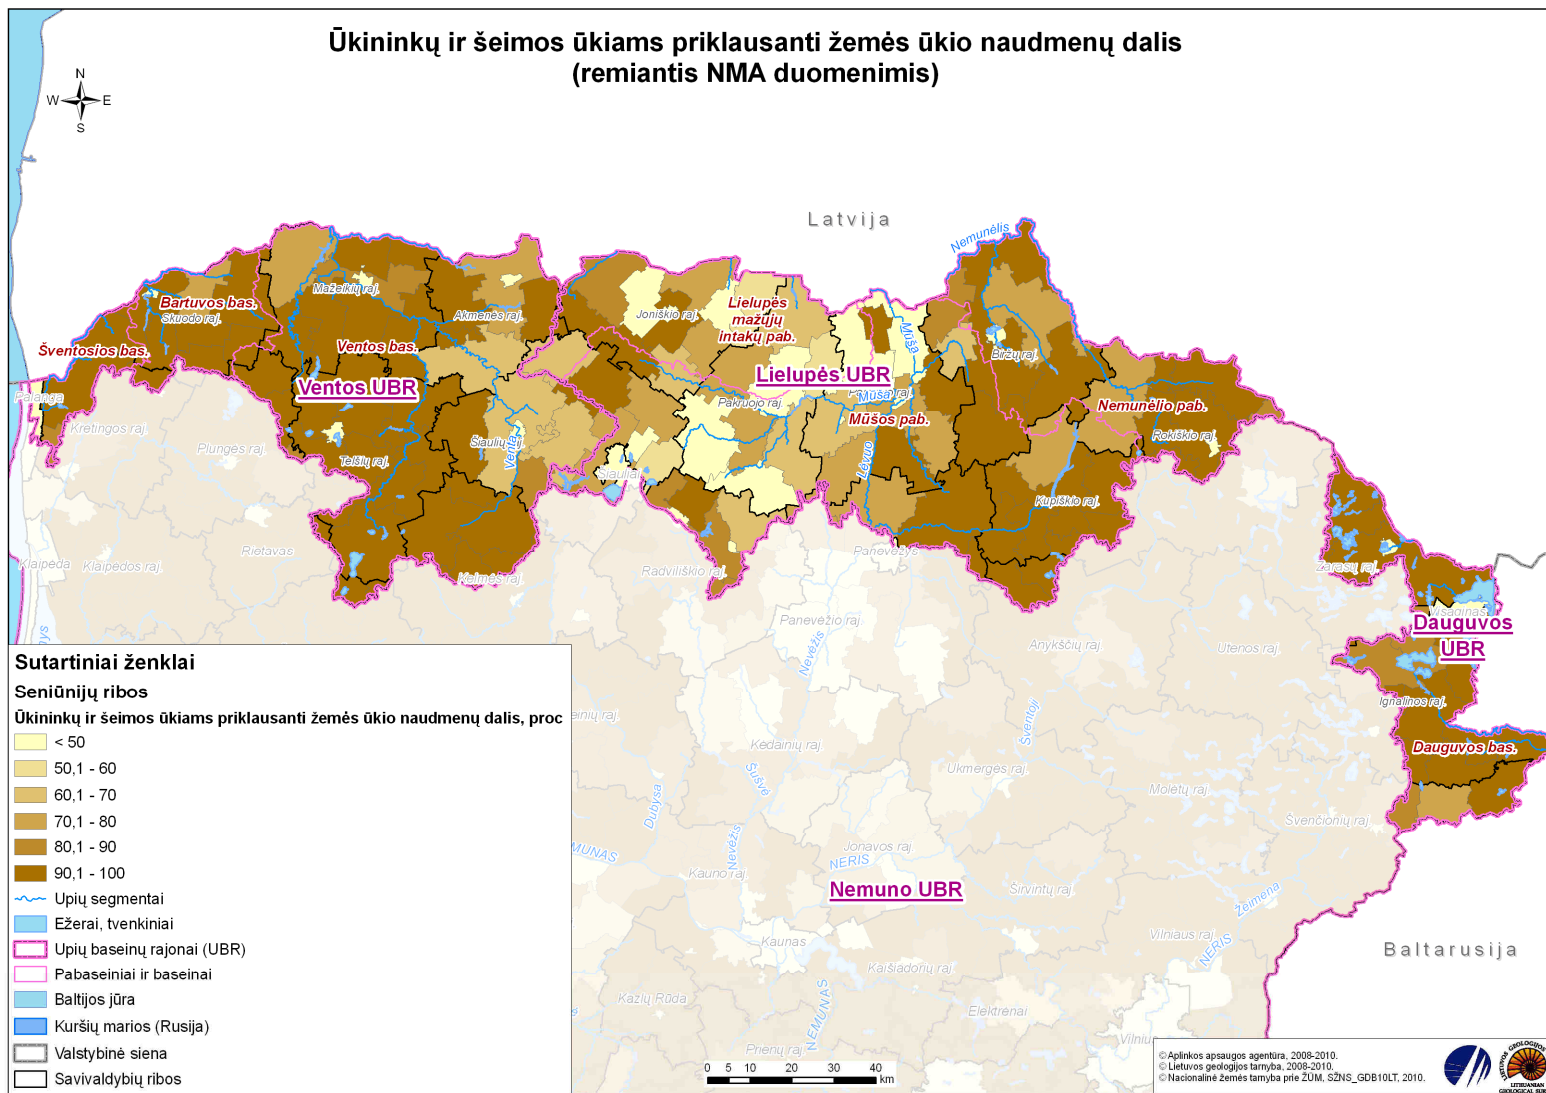 Ūkininkų ir šeimos ūkiams priklausanti žemės ūkio naudmenų dalis
(remiantis NMA duomenimis)
N
W E
S
Latvija
Nemunėlis
Bartuvos bas.
Skuodo raj.
Mažeikių raj.
Akmenės raj.
Joniškio raj.
Lielupės
mažųjų
intakų pab.
Mūša
Šventosios bas.
Ventos bas.
Biržų raj.
Ventos UBR
Lielupės UBR
Palanga
Pakruojo raj.
Mūša
Mūšos pab.
Nemunėlio pab.
Kretingos raj.
Plungės raj.
Telšių raj.
Venta
Lėvuo
Rokiškio raj.
Šiauliai
Kupiškio raj.
Rietavas
Klaipėda
Klaipėdos raj.
Kelmės raj.
Radviliškio raj.
Panevėžys
Zarasų raj.
Visaginas
Panevėžio raj.
Nevėžis
Anykščių raj.
Utenos raj.
Dauguvos
UBR
Ignalinos raj.
Dauguvos bas.
Šventoji
Kėdainių raj.
Šušvė
Dubysa
Ukmergės raj.
Molėtų raj.
Švenčionių raj.
Nevėžis
Jonavos raj.
NERIS
Kauno raj.
Nemuno UBR
Širvintų raj.
Žeimena
Vilniaus raj.
NERIS
Kaunas
Kaišiadorių raj.
Baltarusija
Kazlų Rūda
NEMUNAS
Elektrėnai
Prienų raj.
Sutartiniai ženklai
Seniūnijų ribos
Ūkininkų ir šeimos ūkiams priklausanti žemės ūkio naudmenų dalis, proc
< 50
50,1 - 60
60,1 - 70
70,1 - 80
80,1 - 90
90,1 - 100
Upių segmentai
Ežerai, tvenkiniai
Upių baseinų rajonai (UBR)
Pabaseiniai ir baseinai
Baltijos jūra
Kuršių marios (Rusija)
Valstybinė siena
Savivaldybių ribos
0 5 10 20 30 40
km
© Aplinkos apsaugos agentūra, 2008-2010.
© Lietuvos geologijos tarnyba, 2008-2010.
© Nacionalinė žemės tarnyba prie ŽŪM, SŽNS_GDB10LT, 2010.
LIETUVOS GEOLOGIJOS
LITHUANIAN